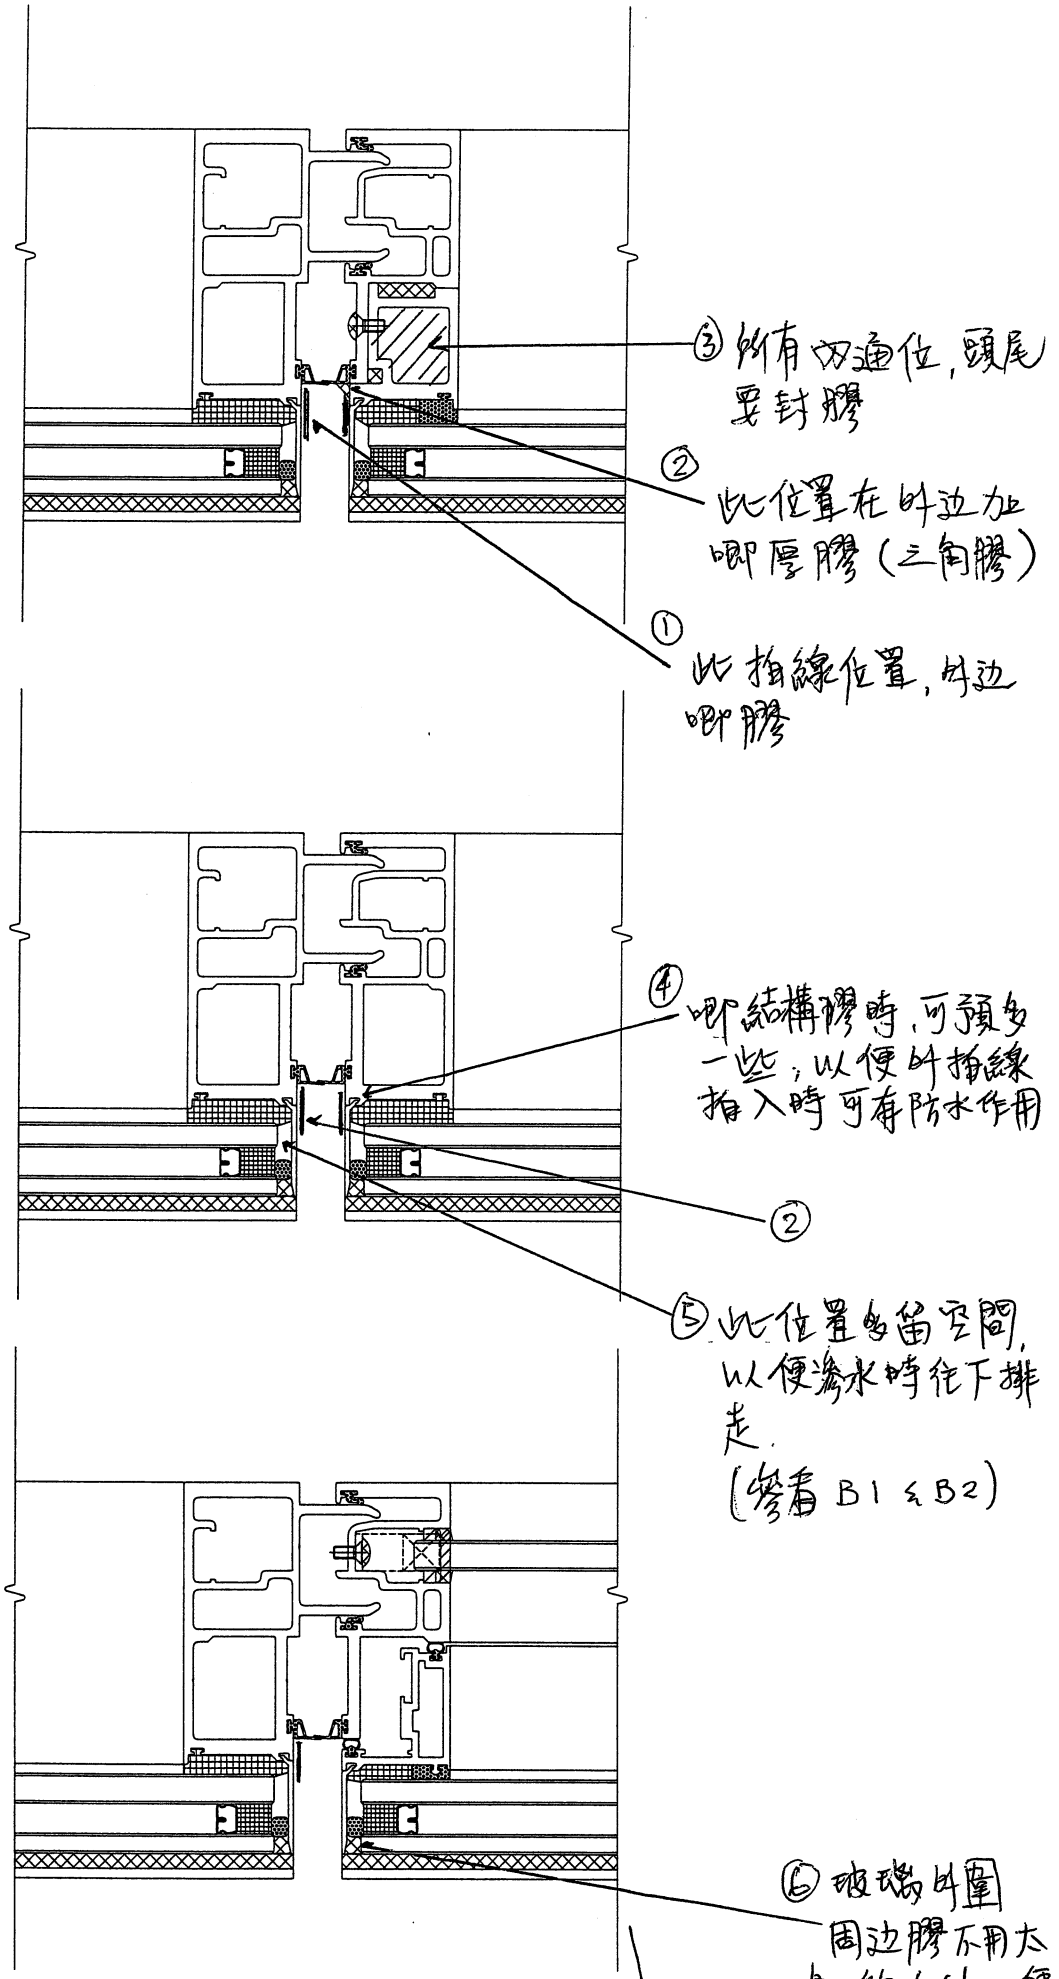 ③ 所有內通位,頭尾
要封膠
②
此位置在外边加
唧厚膠(三角膠)
①
此拍線位置,外边
唧膠
④
唧結構膠時,可預多
一些,以便外拍線
拍入時可有防水作用
②
⑤ 此位置多留空間,
以便滲水時往下排
走.
(參看 B1 & B2)
⑥ 玻璃外圍
周边膠不用太